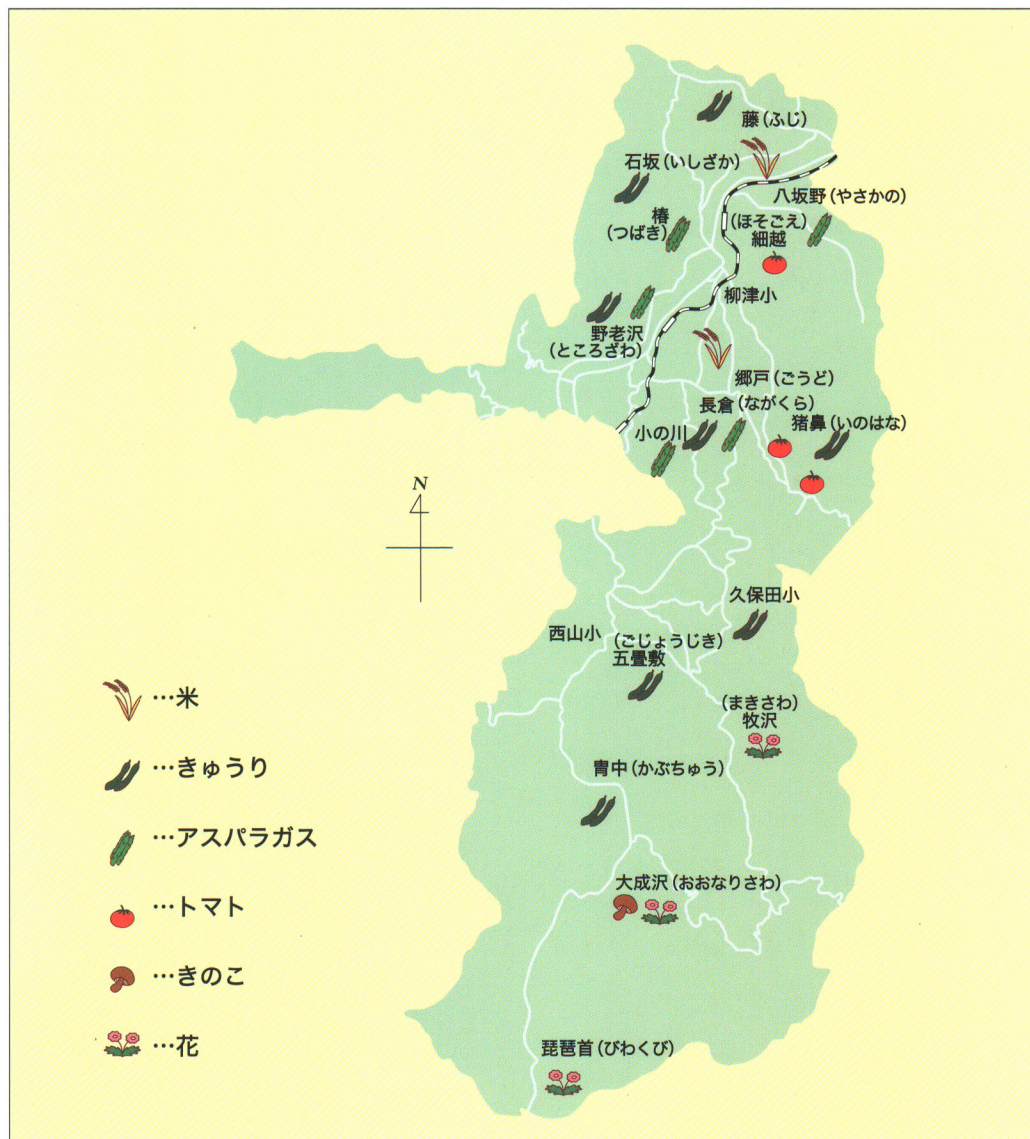 藤(ふじ)
石坂(いしざか)
八坂野(やさかの)
椿
(つばき)
(ほそごえ)
細越
柳津小
野老沢
(ところざわ)
郷戸(ごうど)
長倉(ながくら)
猪鼻(いのはな)
小の川
N
久保田小
西山小
(ごじょうじき)
五畳敷
(まきさわ)
牧沢
冑中(かぶちゅう)
大成沢(おおなりさわ)
琵琶首(びわくび)
…米
…きゅうり
…アスパラガス
…トマト
…きのこ
…花